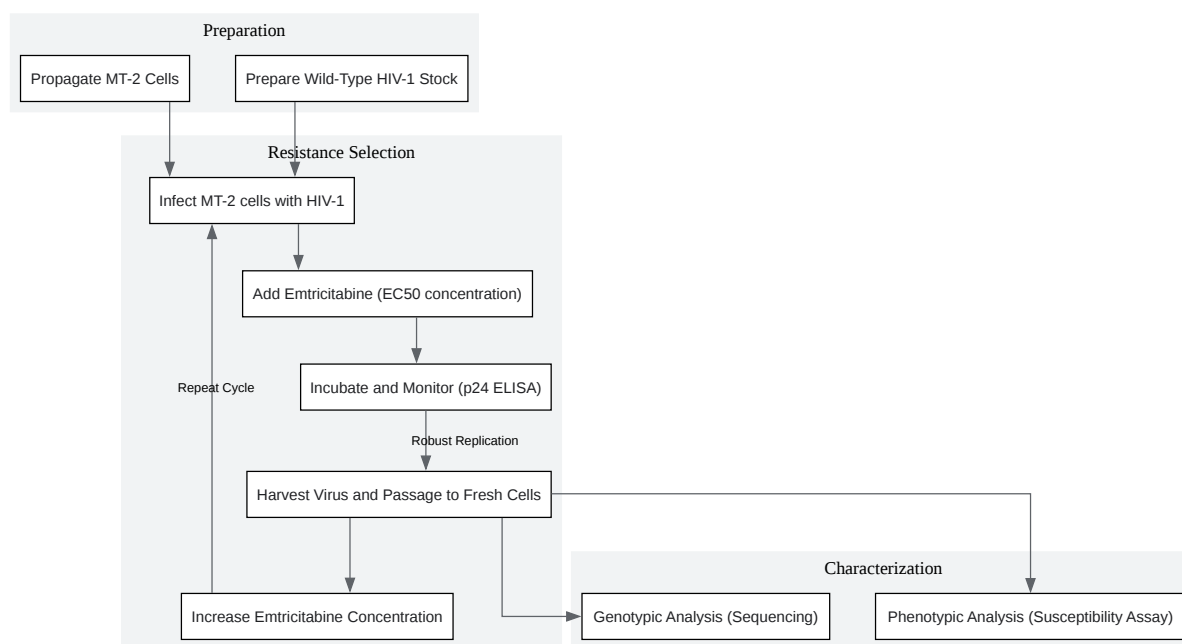 Preparation
Propagate MT-2 Cells
Prepare Wild-Type HIV-1 Stock
Resistance Selection
Infect MT-2 cells with HIV-1
Add Emtricitabine (EC50 concentration)
Incubate and Monitor (p24 ELISA)
Repeat Cycle
Robust Replication
Harvest Virus and Passage to Fresh Cells
Increase Emtricitabine Concentration
Characterization
Genotypic Analysis (Sequencing)
Phenotypic Analysis (Susceptibility Assay)